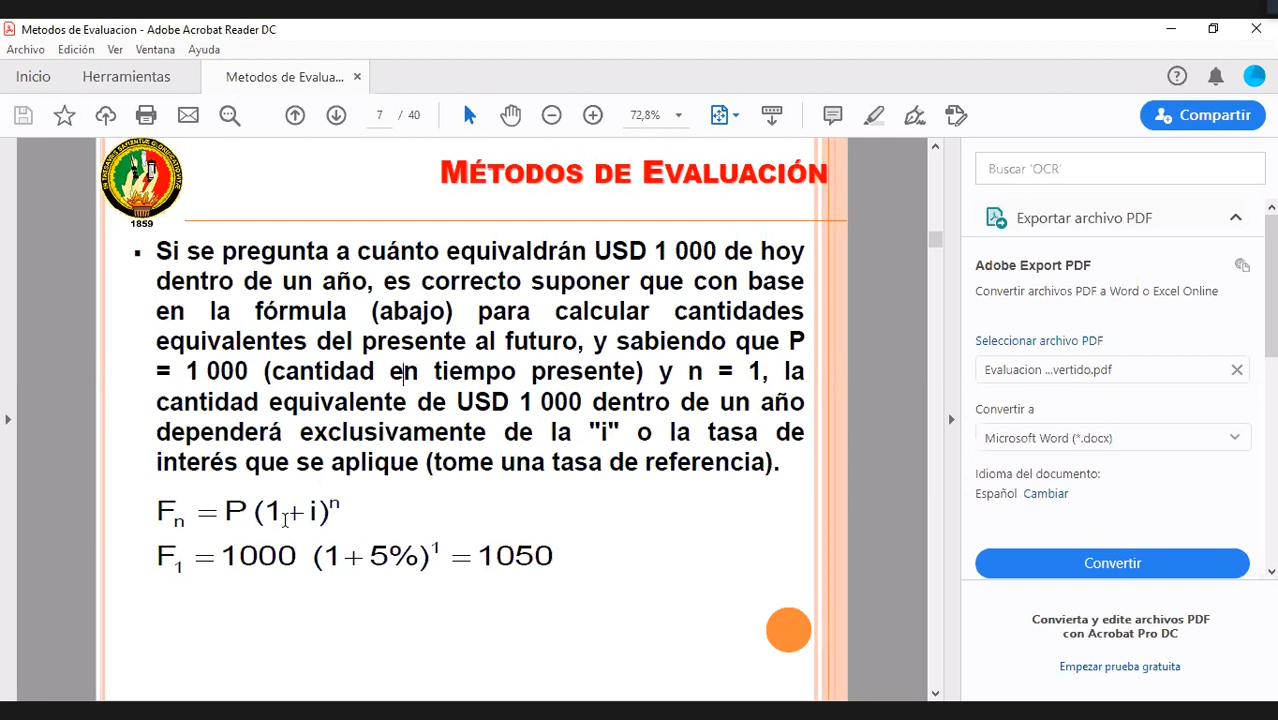 Metodos de Evaluacion - Adobe Acrobat Reader DC
Archivo Edición Ver Ventana Ayuda
Inicio Herramientas Metodos de Evalua... ×
7 / 40 72,8% Compartir
1859
MÉTODOS DE EVALUACIÓN
▪ Si se pregunta a cuánto equivaldrán USD 1 000 de hoy
dentro de un año, es correcto suponer que con base
en la fórmula (abajo) para calcular cantidades
equivalentes del presente al futuro, y sabiendo que P
= 1 000 (cantidad en tiempo presente) y n = 1, la
cantidad equivalente de USD 1 000 dentro de un año
dependerá exclusivamente de la "i" o la tasa de
interés que se aplique (tome una tasa de referencia).
Fₙ = P (1 + i)ⁿ
F₁ = 1000 (1 + 5%)¹ = 1050
Buscar 'OCR'
Exportar archivo PDF
Adobe Export PDF
Convertir archivos PDF a Word o Excel Online
Seleccionar archivo PDF
Evaluacion ...vertido.pdf
Convertir a
Microsoft Word (*.docx)
Idioma del documento:
Español Cambiar
Convertir
Convierta y edite archivos PDF
con Acrobat Pro DC
Empezar prueba gratuita